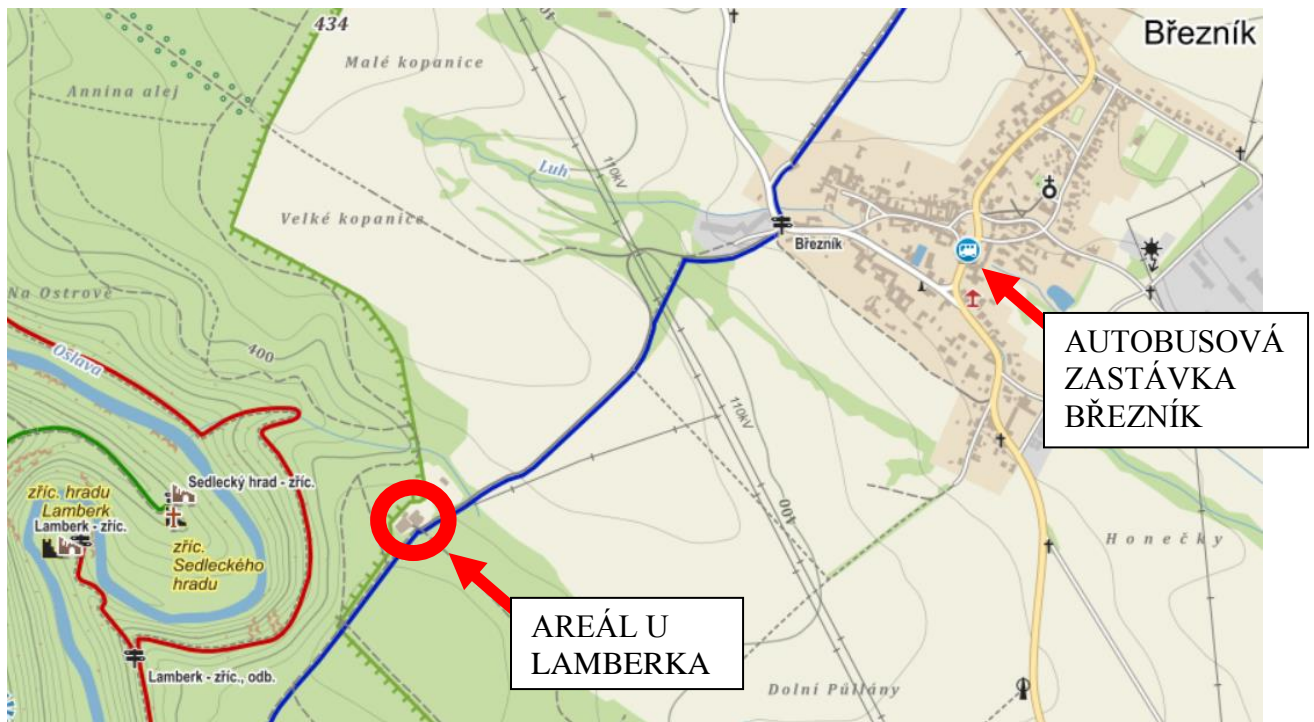 434
40
Březník
Malé kopanice
Annina alej
Luh
110kV
Velké kopanice
Březník
Na Ostrově
Oslava
400
AUTOBUSOVÁ
ZASTÁVKA
BŘEZNÍK
110kV
Sedlecký hrad - zříc.
zříc. hradu
Lamberk
Lamberk - zříc.
zříc.
Sedleckého
hradu
400
Honečky
AREÁL U
LAMBERKA
Lamberk - zříc., odb.
Dolní Půllány